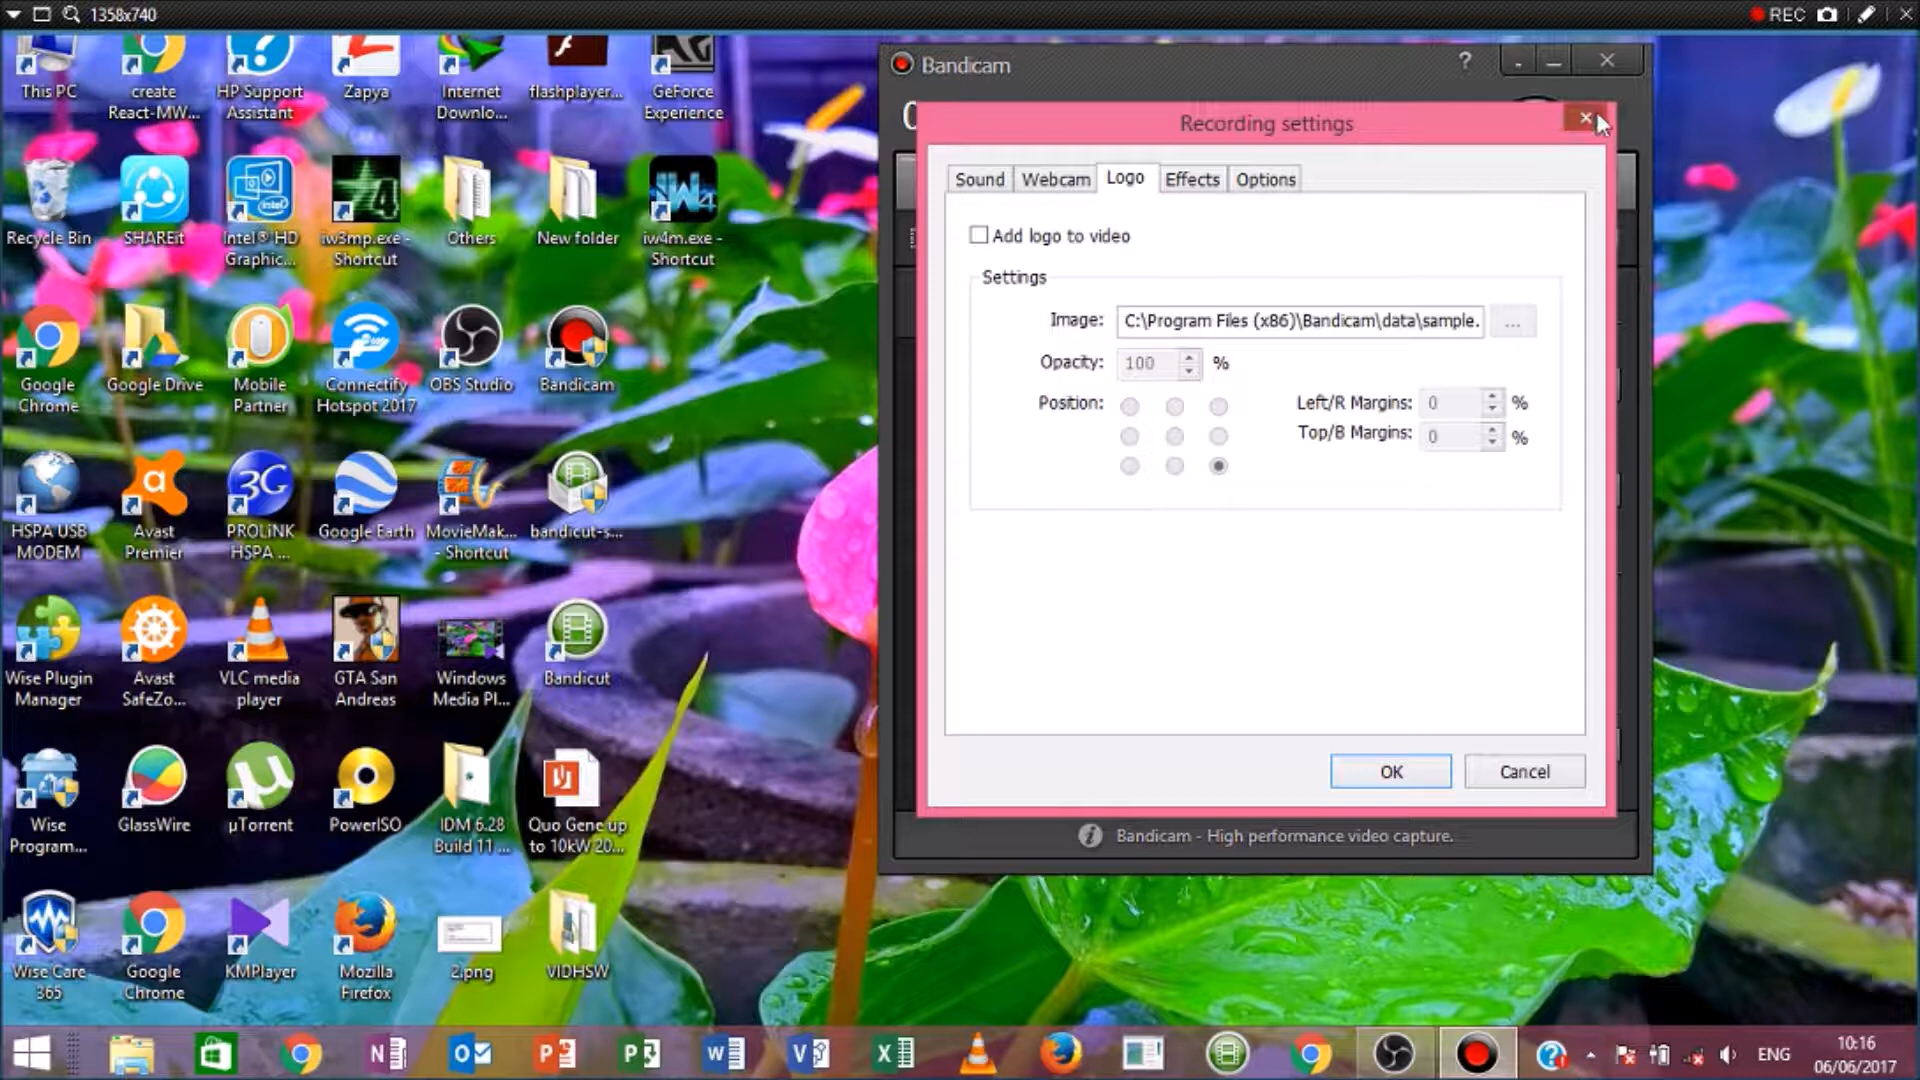 1358x740
REC
This PC
create
React-MW...
HP Support
Assistant
Zapya
Internet
Downlo...
flashplayer...
GeForce
Experience
Recycle Bin
SHAREit
Intel® HD
Graphic...
iw3mp.exe -
Shortcut
Others
New folder
iw4m.exe -
Shortcut
Google
Chrome
Google Drive
Mobile
Partner
Connectify
Hotspot 2017
OBS Studio
Bandicam
HSPA USB
MODEM
Avast
Premier
PROLiNK
HSPA ...
Google Earth
MovieMak...
- Shortcut
bandicut-s...
Wise Plugin
Manager
Avast
SafeZo...
VLC media
player
GTA San
Andreas
Windows
Media Pl...
Bandicut
Wise
Program...
GlassWire
µTorrent
PowerISO
IDM 6.28
Build 11 ...
Quo Gene up
to 10kW 20...
Wise Care
365
Google
Chrome
KMPlayer
Mozilla
Firefox
2.png
VIDHSW
Bandicam
Recording settings
Sound
Webcam
Logo
Effects
Options
Add logo to video
Settings
Image: C:\Program Files (x86)\Bandicam\data\sample. ...
Opacity: 100 %
Position:
Left/R Margins: 0 %
Top/B Margins: 0 %
OK
Cancel
Bandicam - High performance video capture.
ENG
10:16
06/06/2017